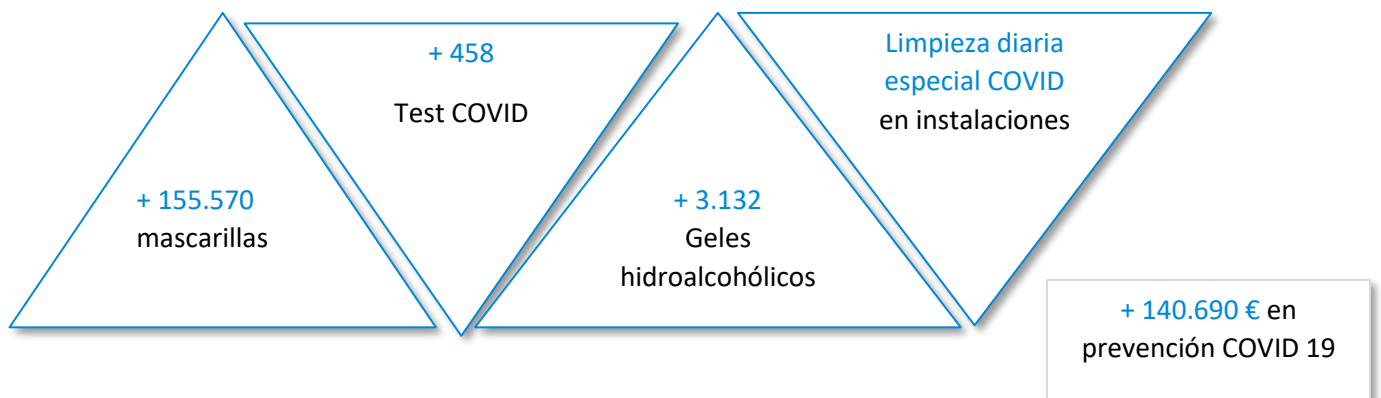 + 155.570
mascarillas
+ 458
Test COVID
+ 3.132
Geles
hidroalcohólicos
Limpieza diaria
especial COVID
en instalaciones
+ 140.690 € en
prevención COVID 19